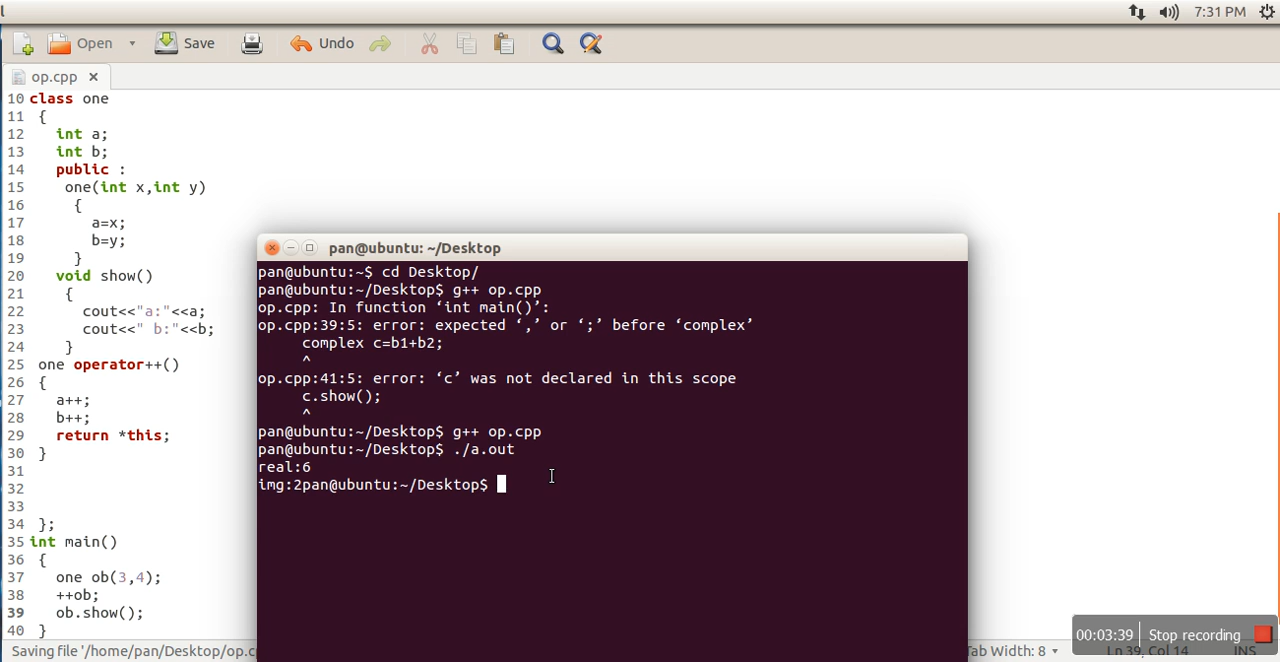 l
7:31 PM
Open
Save
Undo
op.cpp
10 class one
11 {
12 int a;
13 int b;
14 public :
15 one(int x,int y)
16 {
17 a=x;
18 b=y;
19 }
20 void show()
21 {
22 cout<<"a:"<<a;
23 cout<<" b:"<<b;
24 }
25 one operator++()
26 {
27 a++;
28 b++;
29 return *this;
30 }
31
32
33
34 };
35 int main()
36 {
37 one ob(3,4);
38 ++ob;
39 ob.show();
40 }
pan@ubuntu: ~/Desktop
pan@ubuntu:~$ cd Desktop/
pan@ubuntu:~/Desktop$ g++ op.cpp
op.cpp: In function ‘int main()’:
op.cpp:39:5: error: expected ‘,’ or ‘;’ before ‘complex’
complex c=b1+b2;
^
op.cpp:41:5: error: ‘c’ was not declared in this scope
c.show();
^
pan@ubuntu:~/Desktop$ g++ op.cpp
pan@ubuntu:~/Desktop$ ./a.out
real:6
img:2pan@ubuntu:~/Desktop$
Saving file '/home/pan/Desktop/op.c
Tab Width: 8
Ln 39, Col 14
INS
00:03:39
Stop recording